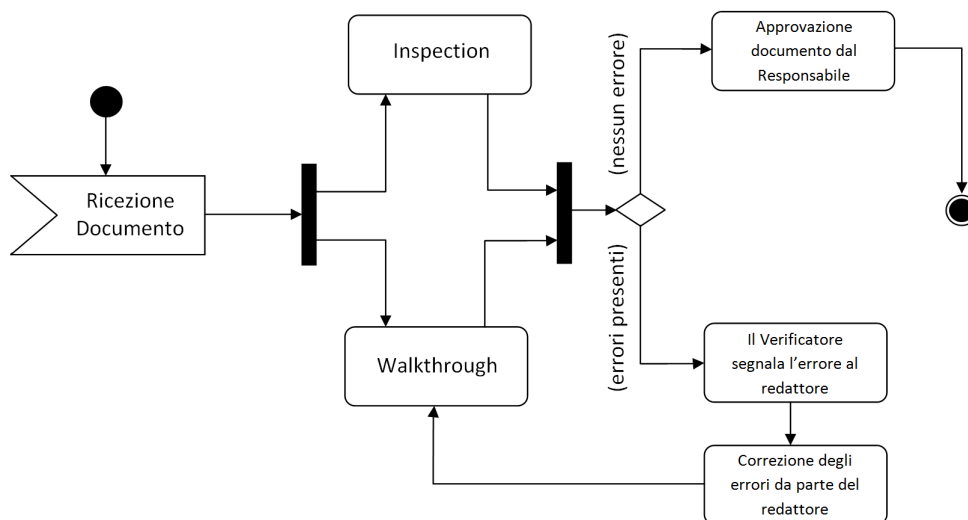 Ricezione
Documento
Inspection
Walkthrough
(nessun errore)
(errori presenti)
Approvazione
documento dal
Responsabile
Il Verificatore
segnala l’errore al
redattore
Correzione degli
errori da parte del
redattore